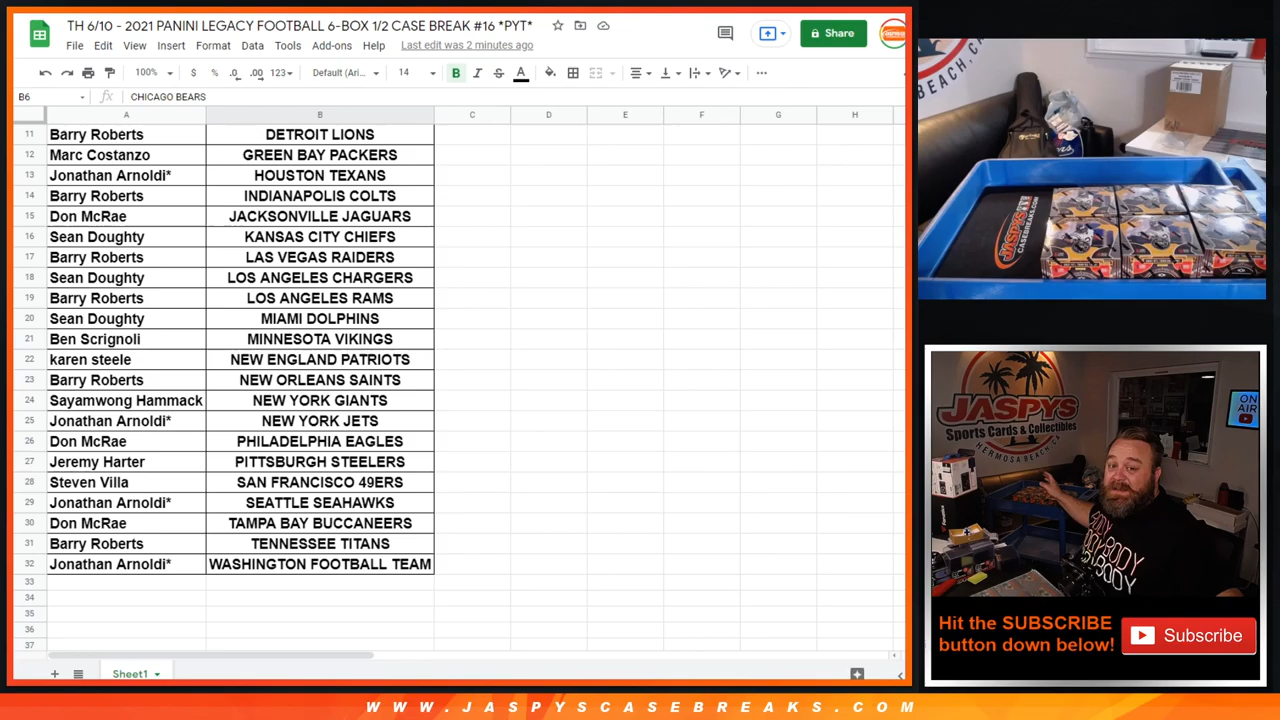 TH 6/10 - 2021 PANINI LEGACY FOOTBALL 6-BOX 1/2 CASE BREAK #16 *PYT*
File Edit View Insert Format Data Tools Add-ons Help Last edit was 2 minutes ago
Share
100% $ % .0 .00 123 Default (Ari... 14 B I S A
B6 fx CHICAGO BEARS
A B C D E F G H
11 Barry Roberts DETROIT LIONS
12 Marc Costanzo GREEN BAY PACKERS
13 Jonathan Arnoldi* HOUSTON TEXANS
14 Barry Roberts INDIANAPOLIS COLTS
15 Don McRae JACKSONVILLE JAGUARS
16 Sean Doughty KANSAS CITY CHIEFS
17 Barry Roberts LAS VEGAS RAIDERS
18 Sean Doughty LOS ANGELES CHARGERS
19 Barry Roberts LOS ANGELES RAMS
20 Sean Doughty MIAMI DOLPHINS
21 Ben Scrignoli MINNESOTA VIKINGS
22 karen steele NEW ENGLAND PATRIOTS
23 Barry Roberts NEW ORLEANS SAINTS
24 Sayamwong Hammack NEW YORK GIANTS
25 Jonathan Arnoldi* NEW YORK JETS
26 Don McRae PHILADELPHIA EAGLES
27 Jeremy Harter PITTSBURGH STEELERS
28 Steven Villa SAN FRANCISCO 49ERS
29 Jonathan Arnoldi* SEATTLE SEAHAWKS
30 Don McRae TAMPA BAY BUCCANEERS
31 Barry Roberts TENNESSEE TITANS
32 Jonathan Arnoldi* WASHINGTON FOOTBALL TEAM
33
34
35
36
37
Sheet1
BEACH, CA.
JASPYS
CASEBREAKS.COM
JASPYS
Sports Cards & Collectibles
HERMOSA BEACH, CA
ON
AIR
Hit the SUBSCRIBE
button down below!
Subscribe
WWW.JASPYSCASEBREAKS.COM